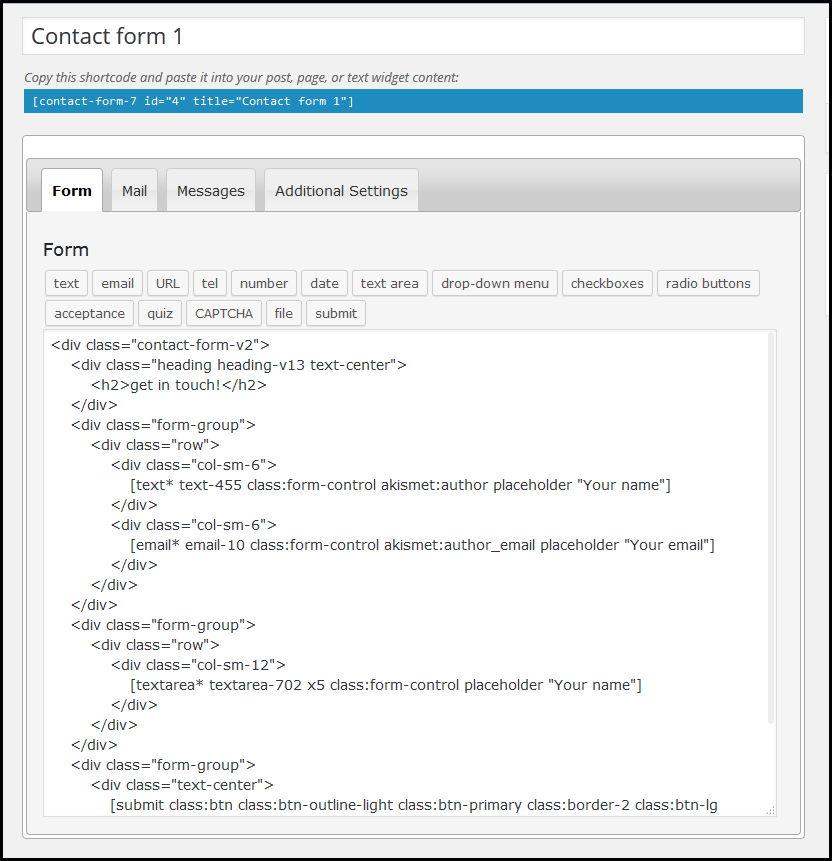 Contact form 1
Copy this shortcode and paste it into your post, page, or text widget content:
[contact-form-7 id="4" title="Contact form 1"]
Form Mail Messages Additional Settings
Form
text email URL tel number date text area drop-down menu checkboxes radio buttons
acceptance quiz CAPTCHA file submit
<div class="contact-form-v2">
<div class="heading heading-v13 text-center">
<h2>get in touch!</h2>
</div>
<div class="form-group">
<div class="row">
<div class="col-sm-6">
[text* text-455 class:form-control akismet:author placeholder "Your name"]
</div>
<div class="col-sm-6">
[email* email-10 class:form-control akismet:author_email placeholder "Your email"]
</div>
</div>
</div>
<div class="form-group">
<div class="row">
<div class="col-sm-12">
[textarea* textarea-702 x5 class:form-control placeholder "Your name"]
</div>
</div>
</div>
<div class="form-group">
<div class="text-center">
[submit class:btn class:btn-outline-light class:btn-primary class:border-2 class:btn-lg